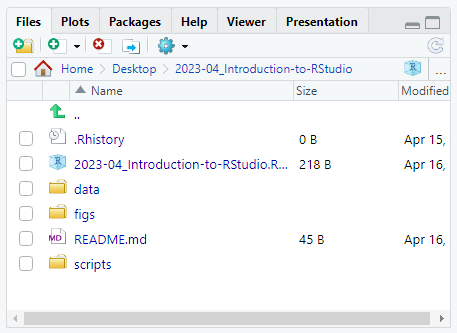 Files Plots Packages Help Viewer Presentation
Home Desktop 2023-04_Introduction-to-RStudio ...
Name Size Modified
..
.Rhistory 0 B Apr 15,
2023-04_Introduction-to-RStudio.R... 218 B Apr 16,
data
figs
MD README.md 45 B Apr 16,
scripts